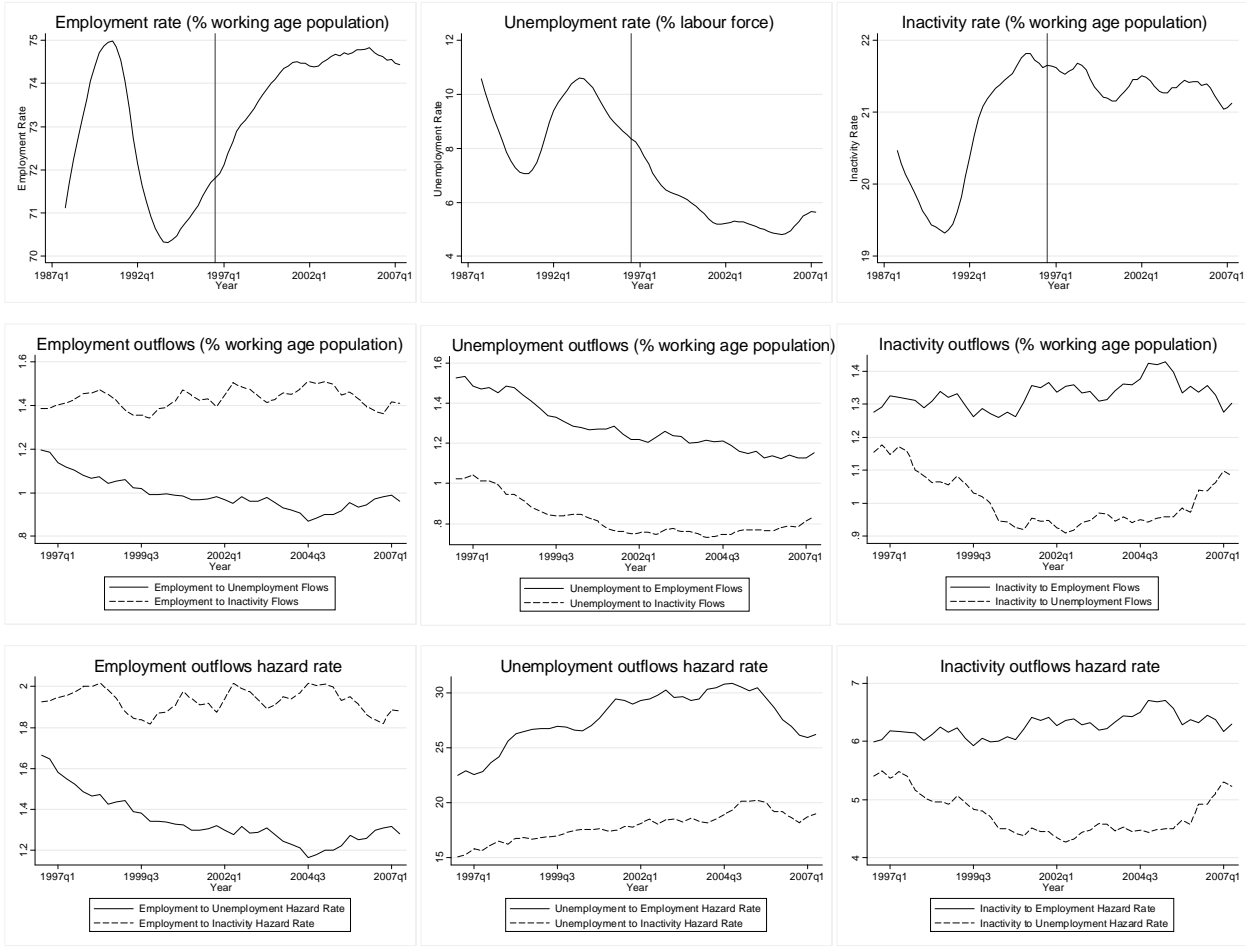 Employment rate (% working age population)
Employment Rate
75
74
73
72
71
70
1987q1 1992q1 1997q1 2002q1 2007q1
Year
Unemployment rate (% labour force)
Unemployment Rate
12
10
8
6
4
1987q1 1992q1 1997q1 2002q1 2007q1
Year
Inactivity rate (% working age population)
Inactivity Rate
22
21
20
19
1987q1 1992q1 1997q1 2002q1 2007q1
Year
Employment outflows (% working age population)
1.6
1.4
1.2
1
.8
1997q1 1999q3 2002q1 2004q3 2007q1
Year
Employment to Unemployment Flows
Employment to Inactivity Flows
Unemployment outflows (% working age population)
1.6
1.4
1.2
1
.8
1997q1 1999q3 2002q1 2004q3 2007q1
Year
Unemployment to Employment Flows
Unemployment to Inactivity Flows
Inactivity outflows (% working age population)
1.4
1.3
1.2
1.1
1
.9
1997q1 1999q3 2002q1 2004q3 2007q1
Year
Inactivity to Employment Flows
Inactivity to Unemployment Flows
Employment outflows hazard rate
2
1.8
1.6
1.4
1.2
1997q1 1999q3 2002q1 2004q3 2007q1
Year
Employment to Unemployment Hazard Rate
Employment to Inactivity Hazard Rate
Unemployment outflows hazard rate
30
25
20
15
1997q1 1999q3 2002q1 2004q3 2007q1
Year
Unemployment to Employment Hazard Rate
Unemployment to Inactivity Hazard Rate
Inactivity outflows hazard rate
7
6
5
4
1997q1 1999q3 2002q1 2004q3 2007q1
Year
Inactivity to Employment Hazard Rate
Inactivity to Unemployment Hazard Rate